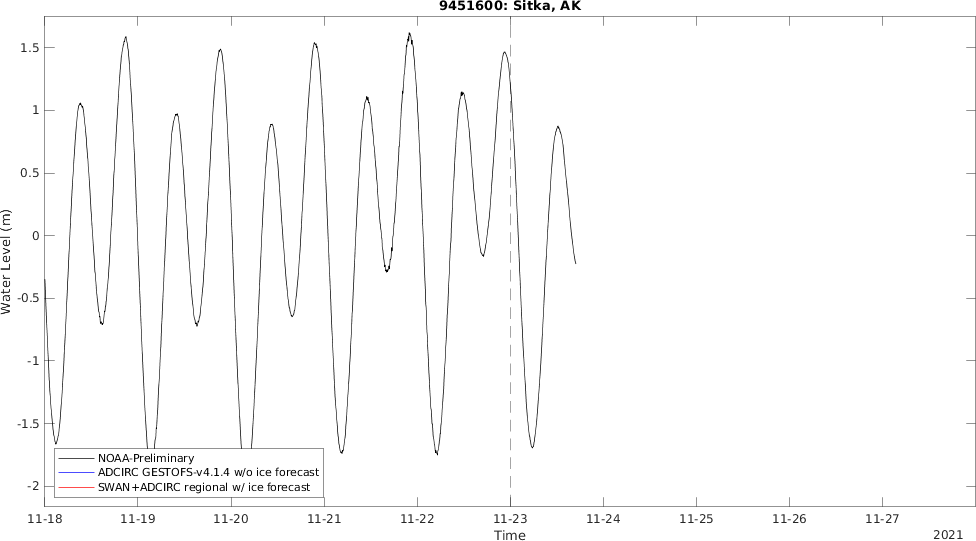 9451600: Sitka, AK
1.5
1
0.5
0
-0.5
-1
-1.5
-2
Water Level (m)
NOAA-Preliminary
ADCIRC GESTOFS-v4.1.4 w/o ice forecast
SWAN+ADCIRC regional w/ ice forecast
11-18 11-19 11-20 11-21 11-22 11-23 11-24 11-25 11-26 11-27
Time
2021